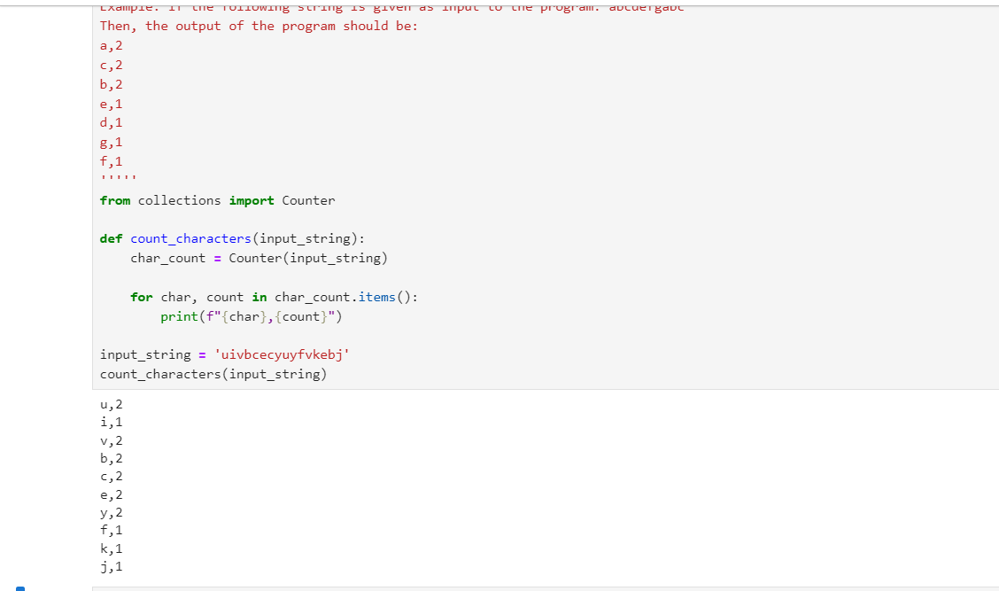 Example: If the following string is given as input to the program: abcdefgabc
Then, the output of the program should be:
a,2
c,2
b,2
e,1
d,1
g,1
f,1
'''''
from collections import Counter
def count_characters(input_string):
    char_count = Counter(input_string)
    for char, count in char_count.items():
        print(f"{char},{count}")
input_string = 'uivbcecyuyfvkebj'
count_characters(input_string)
u,2
i,1
v,2
b,2
c,2
e,2
y,2
f,1
k,1
j,1